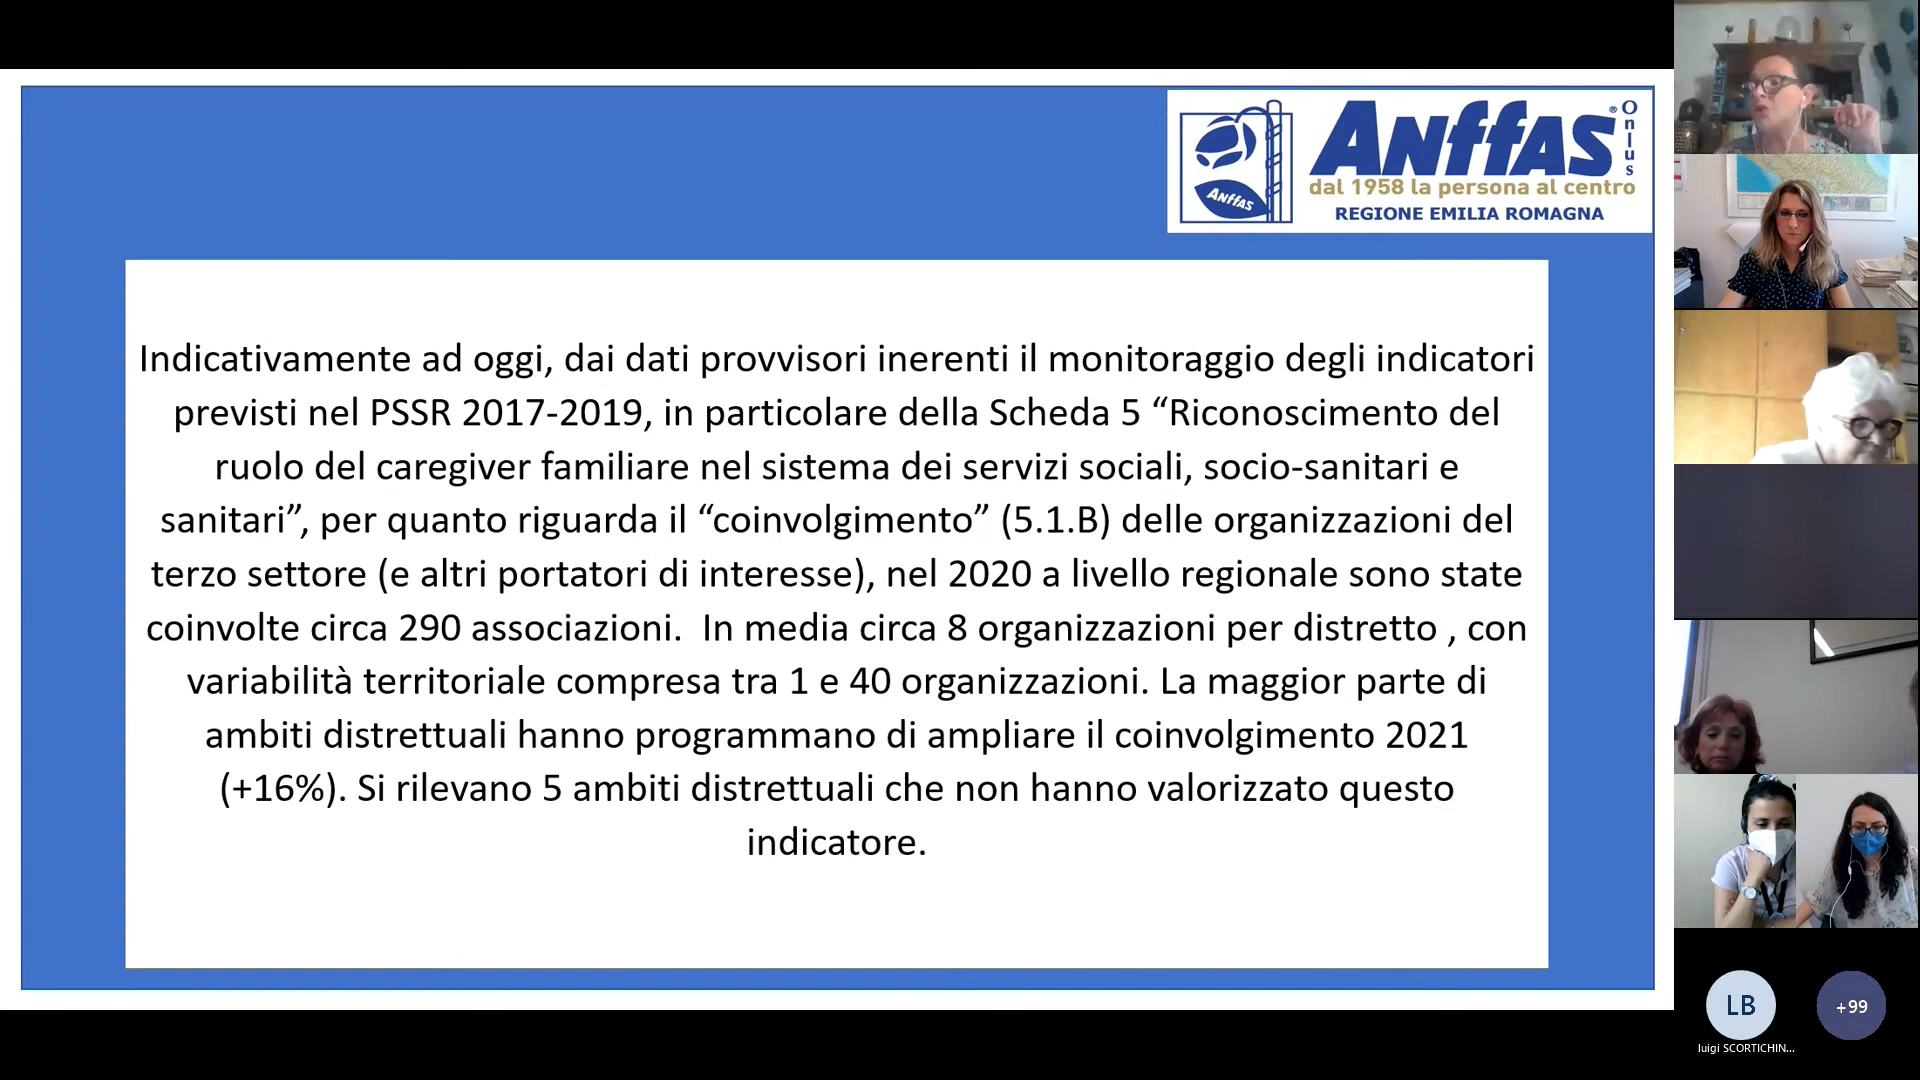 AnffAS® Onlus
dal 1958 la persona al centro
REGIONE EMILIA ROMAGNA
AnffAS
Indicativamente ad oggi, dai dati provvisori inerenti il monitoraggio degli indicatori
previsti nel PSSR 2017-2019, in particolare della Scheda 5 “Riconoscimento del
ruolo del caregiver familiare nel sistema dei servizi sociali, socio-sanitari e
sanitari”, per quanto riguarda il “coinvolgimento” (5.1.B) delle organizzazioni del
terzo settore (e altri portatori di interesse), nel 2020 a livello regionale sono state
coinvolte circa 290 associazioni.  In media circa 8 organizzazioni per distretto , con
variabilità territoriale compresa tra 1 e 40 organizzazioni. La maggior parte di
ambiti distrettuali hanno programmano di ampliare il coinvolgimento 2021
(+16%). Si rilevano 5 ambiti distrettuali che non hanno valorizzato questo
indicatore.
LB
+99
luigi SCORTICHIN...